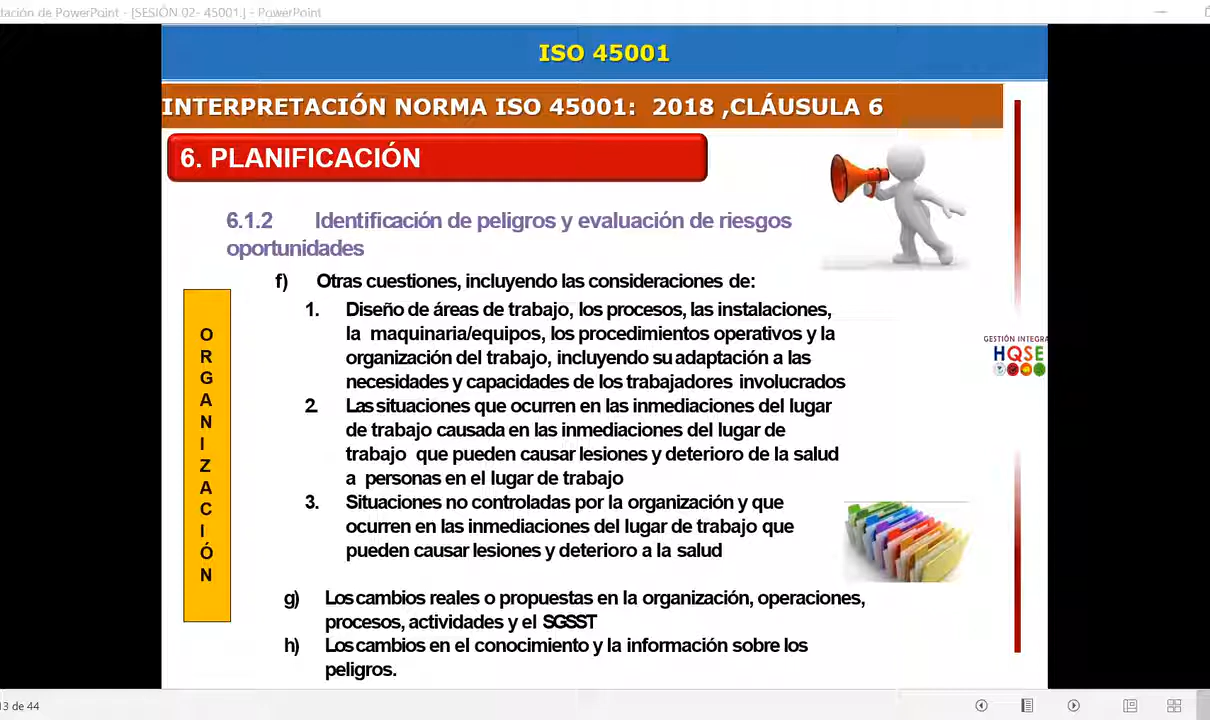 tación de PowerPoint - [SESIÓN 02- 45001.] - PowerPoint
ISO 45001
INTERPRETACIÓN NORMA ISO 45001: 2018 ,CLÁUSULA 6
6. PLANIFICACIÓN
6.1.2 Identificación de peligros y evaluación de riesgos
oportunidades
f) Otras cuestiones, incluyendo las consideraciones de:
1. Diseño de áreas de trabajo, los procesos, las instalaciones,
la maquinaria/equipos, los procedimientos operativos y la
organización del trabajo, incluyendo su adaptación a las
necesidades y capacidades de los trabajadores involucrados
2. Las situaciones que ocurren en las inmediaciones del lugar
de trabajo causada en las inmediaciones del lugar de
trabajo que pueden causar lesiones y deterioro de la salud
a personas en el lugar de trabajo
3. Situaciones no controladas por la organización y que
ocurren en las inmediaciones del lugar de trabajo que
pueden causar lesiones y deterioro a la salud
g) Los cambios reales o propuestas en la organización, operaciones,
procesos, actividades y el SGSST
h) Los cambios en el conocimiento y la información sobre los
peligros.
ORGANIZACIÓN
GESTIÓN INTEGRA
HQSE
13 de 44